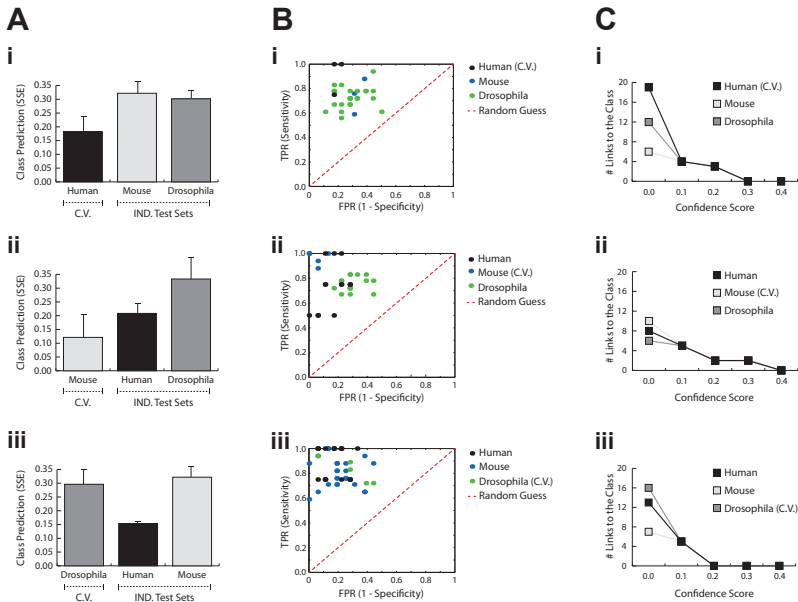 A
B
C
i
Class Prediction (SSE)
0.35
0.30
0.25
0.20
0.15
0.10
0.05
0.00
Human
Mouse
Drosophila
C.V.
IND. Test Sets
i
TPR (Sensitivity)
1.0
0.8
0.6
0.4
0.2
0.0
0
0.2
0.4
0.6
0.8
1
FPR (1 - Specificity)
Human (C.V.)
Mouse
Drosophila
Random Guess
i
# Links to the Class
20
16
12
8
4
0
0.0
0.1
0.2
0.3
0.4
Confidence Score
Human (C.V.)
Mouse
Drosophila
ii
Class Prediction (SSE)
0.40
0.30
0.20
0.10
0.00
Mouse
Human
Drosophila
C.V.
IND. Test Sets
ii
TPR (Sensitivity)
1.0
0.8
0.6
0.4
0.2
0.0
0
0.2
0.4
0.6
0.8
1
FPR (1 - Specificity)
Human
Mouse (C.V.)
Drosophila
Random Guess
ii
# Links to the Class
20
16
12
8
4
0
0.0
0.1
0.2
0.3
0.4
Confidence Score
Human
Mouse (C.V.)
Drosophila
iii
Class Prediction (SSE)
0.35
0.30
0.25
0.20
0.15
0.10
0.05
0.00
Drosophila
Human
Mouse
C.V.
IND. Test Sets
iii
TPR (Sensitivity)
1.0
0.8
0.6
0.4
0.2
0.0
0
0.2
0.4
0.6
0.8
1
FPR (1 - Specificity)
Human
Mouse
Drosophila (C.V.)
Random Guess
iii
# Links to the Class
20
16
12
8
4
0
0.0
0.1
0.2
0.3
0.4
Confidence Score
Human
Mouse
Drosophila (C.V.)